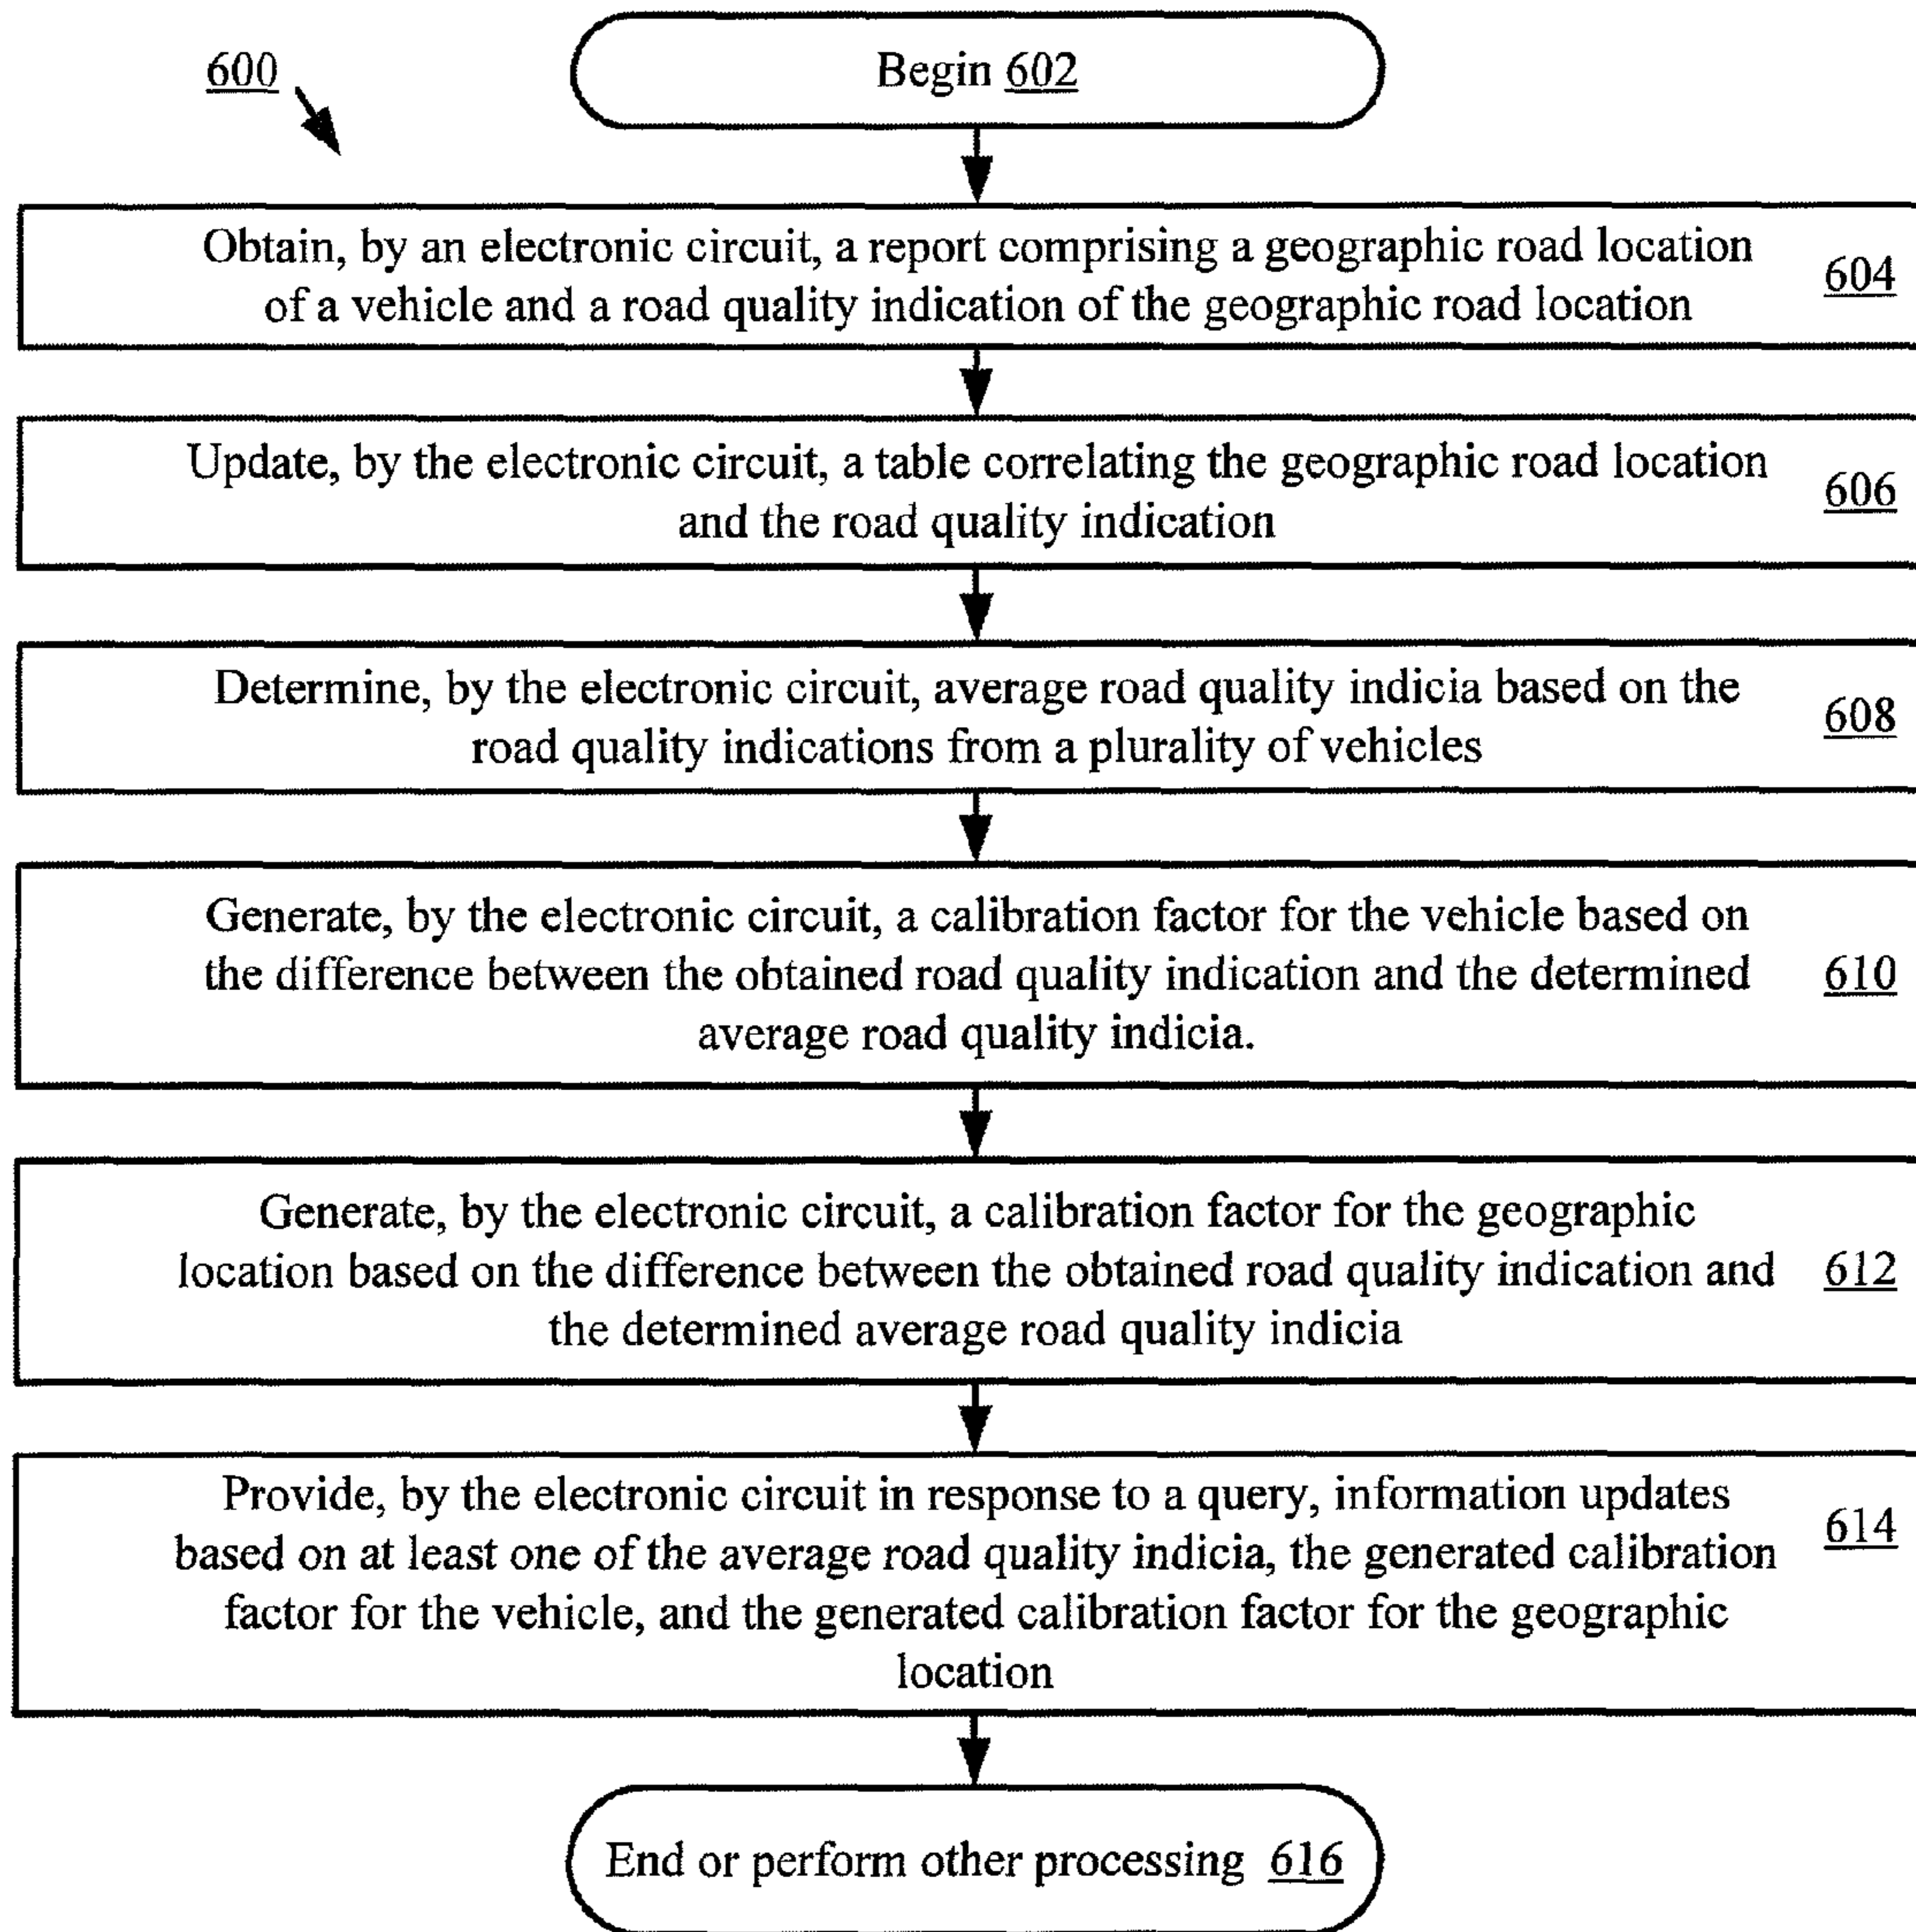 600
Begin 602
Obtain, by an electronic circuit, a report comprising a geographic road location
of a vehicle and a road quality indication of the geographic road location
604
Update, by the electronic circuit, a table correlating the geographic road location
and the road quality indication
606
Determine, by the electronic circuit, average road quality indicia based on the
road quality indications from a plurality of vehicles
608
Generate, by the electronic circuit, a calibration factor for the vehicle based on
the difference between the obtained road quality indication and the determined
average road quality indicia.
610
Generate, by the electronic circuit, a calibration factor for the geographic
location based on the difference between the obtained road quality indication and
the determined average road quality indicia
612
Provide, by the electronic circuit in response to a query, information updates
based on at least one of the average road quality indicia, the generated calibration
factor for the vehicle, and the generated calibration factor for the geographic
location
614
End or perform other processing 616